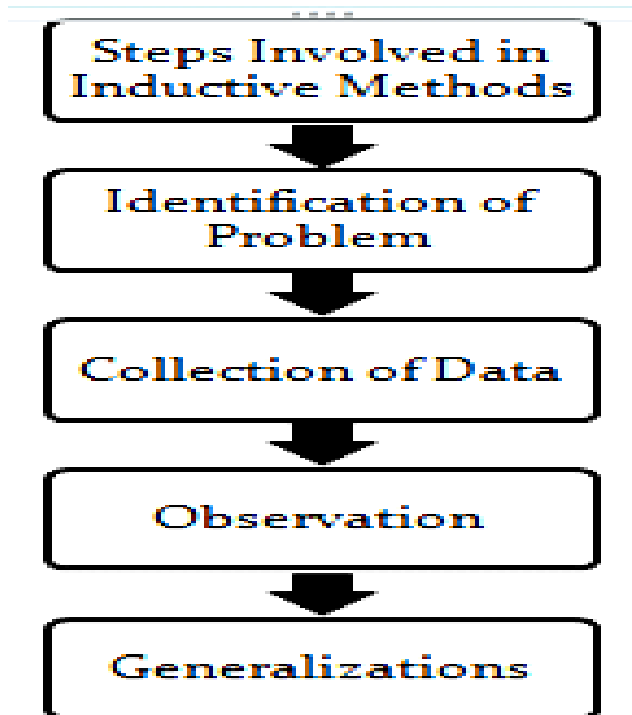 Steps Involved in
Inductive Methods
Identification of
Problem
Collection of Data
Observation
Generalizations